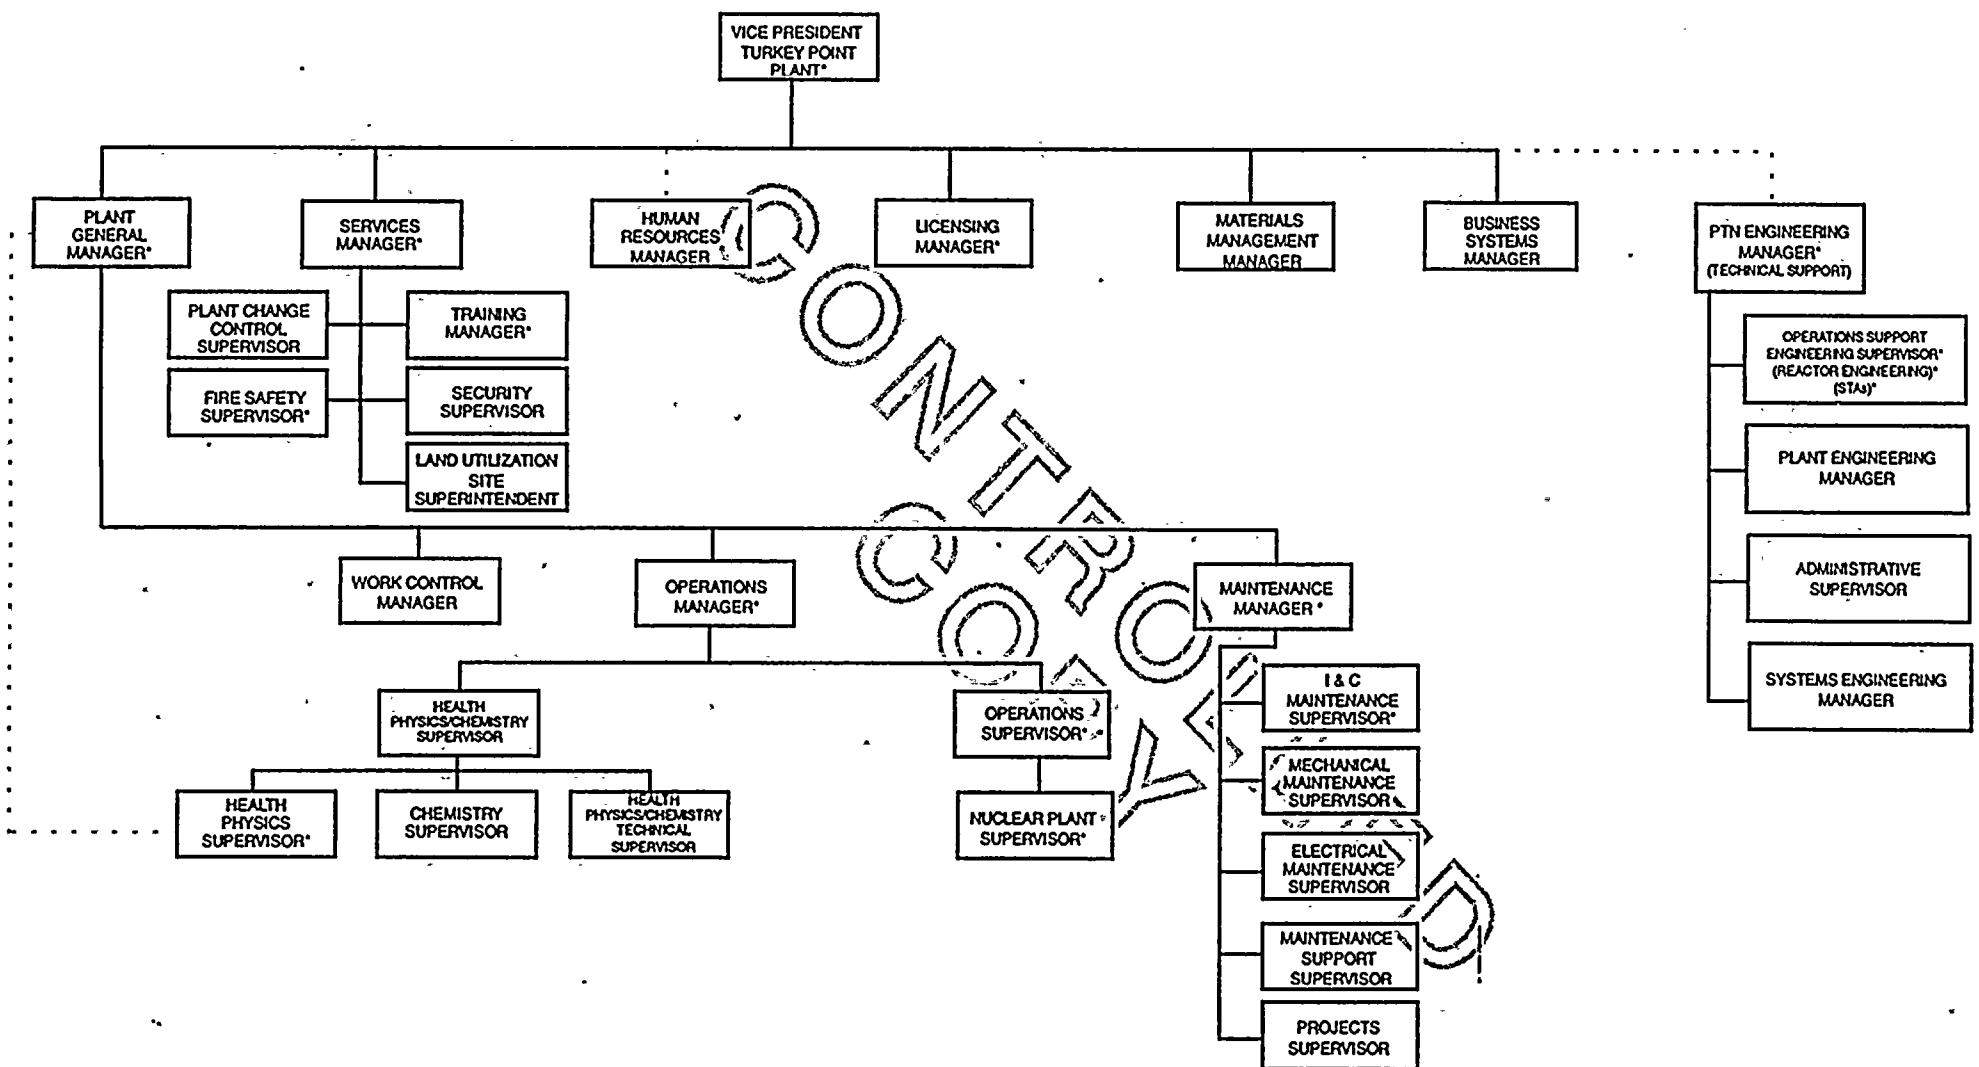 VICE PRESIDENT
TURKEY POINT
PLANT*
PLANT
GENERAL
MANAGER*
SERVICES
MANAGER*
HUMAN
RESOURCES
MANAGER
LICENSING
MANAGER*
MATERIALS
MANAGEMENT
MANAGER
BUSINESS
SYSTEMS
MANAGER
PTN ENGINEERING
MANAGER*
(TECHNICAL SUPPORT)
PLANT CHANGE
CONTROL
SUPERVISOR
TRAINING
MANAGER*
FIRE SAFETY
SUPERVISOR*
SECURITY
SUPERVISOR
LAND UTILIZATION
SITE
SUPERINTENDENT
OPERATIONS SUPPORT
ENGINEERING SUPERVISOR*
(REACTOR ENGINEERING)*
(STAs)*
PLANT ENGINEERING
MANAGER
ADMINISTRATIVE
SUPERVISOR
SYSTEMS ENGINEERING
MANAGER
WORK CONTROL
MANAGER
OPERATIONS
MANAGER*
MAINTENANCE
MANAGER *
HEALTH
PHYSICS/CHEMISTRY
SUPERVISOR
OPERATIONS
SUPERVISOR*
HEALTH
PHYSICS
SUPERVISOR*
CHEMISTRY
SUPERVISOR
HEALTH
PHYSICS/CHEMISTRY
TECHNICAL
SUPERVISOR
NUCLEAR PLANT
SUPERVISOR*
I & C
MAINTENANCE
SUPERVISOR*
MECHANICAL
MAINTENANCE
SUPERVISOR
ELECTRICAL
MAINTENANCE
SUPERVISOR
MAINTENANCE
SUPPORT
SUPERVISOR
PROJECTS
SUPERVISOR
CONTROLLED
COPY